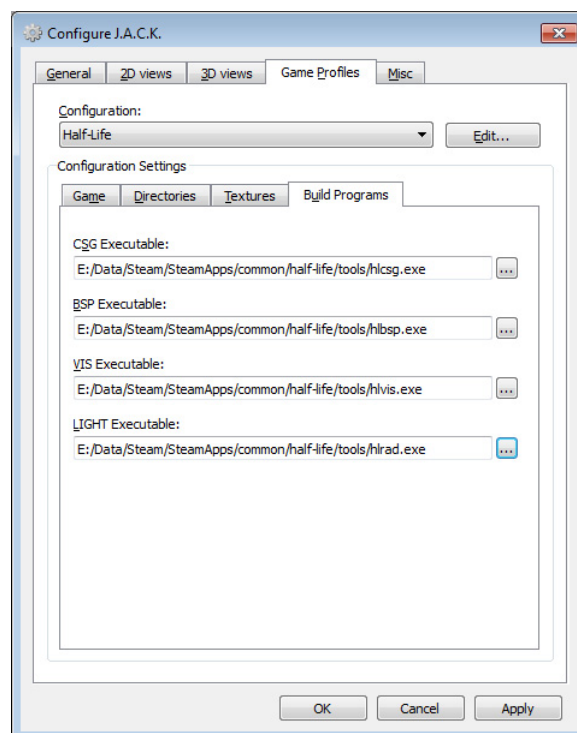 Configure J.A.C.K.
General 2D views 3D views Game Profiles Misc
Configuration:
Half-Life Edit...
Configuration Settings
Game Directories Textures Build Programs
CSG Executable:
E:/Data/Steam/SteamApps/common/half-life/tools/hlcsg.exe ...
BSP Executable:
E:/Data/Steam/SteamApps/common/half-life/tools/hlbsp.exe ...
VIS Executable:
E:/Data/Steam/SteamApps/common/half-life/tools/hlvis.exe ...
LIGHT Executable:
E:/Data/Steam/SteamApps/common/half-life/tools/hlrad.exe ...
OK Cancel Apply